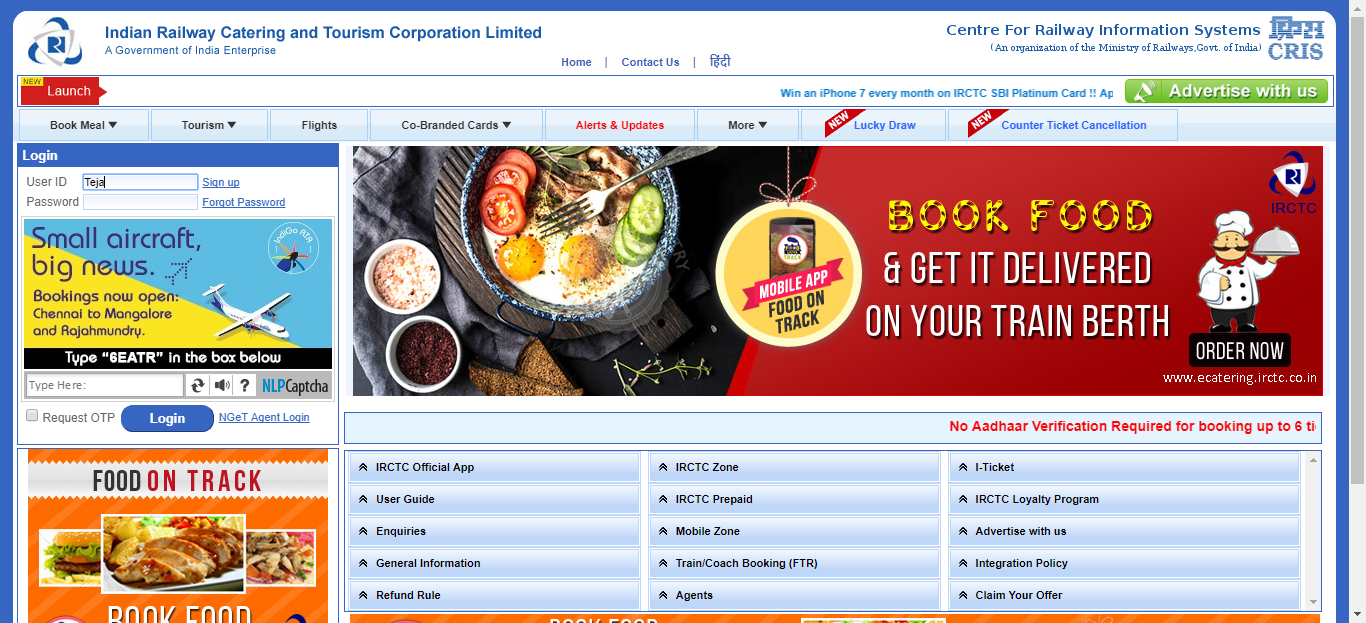 Indian Railway Catering and Tourism Corporation Limited
A Government of India Enterprise
Centre For Railway Information Systems
(An organization of the Ministry of Railways,Govt. of India)
CRIS
Home | Contact Us | हिंदी
NEW
Launch
Win an iPhone 7 every month on IRCTC SBI Platinum Card !! Ap
Advertise with us
Book Meal Tourism Flights Co-Branded Cards Alerts & Updates More NEW Lucky Draw NEW Counter Ticket Cancellation
Login
User ID Teja Sign up
Password Forgot Password
Small aircraft,
big news.
IndiGo ATR
Bookings now open:
Chennai to Mangalore
and Rajahmundry.
Type “6EATR” in the box below
Type Here: ? NLPCaptcha
Request OTP Login NGeT Agent Login
IRCTC
BOOK FOOD
& GET IT DELIVERED
ON YOUR TRAIN BERTH
MOBILE APP
FOOD ON
TRACK
ORDER NOW
www.ecatering.irctc.co.in
No Aadhaar Verification Required for booking up to 6 ti
FOOD ON TRACK
BOOK FOOD
IRCTC Official App IRCTC Zone I-Ticket
User Guide IRCTC Prepaid IRCTC Loyalty Program
Enquiries Mobile Zone Advertise with us
General Information Train/Coach Booking (FTR) Integration Policy
Refund Rule Agents Claim Your Offer
BOOK FOOD